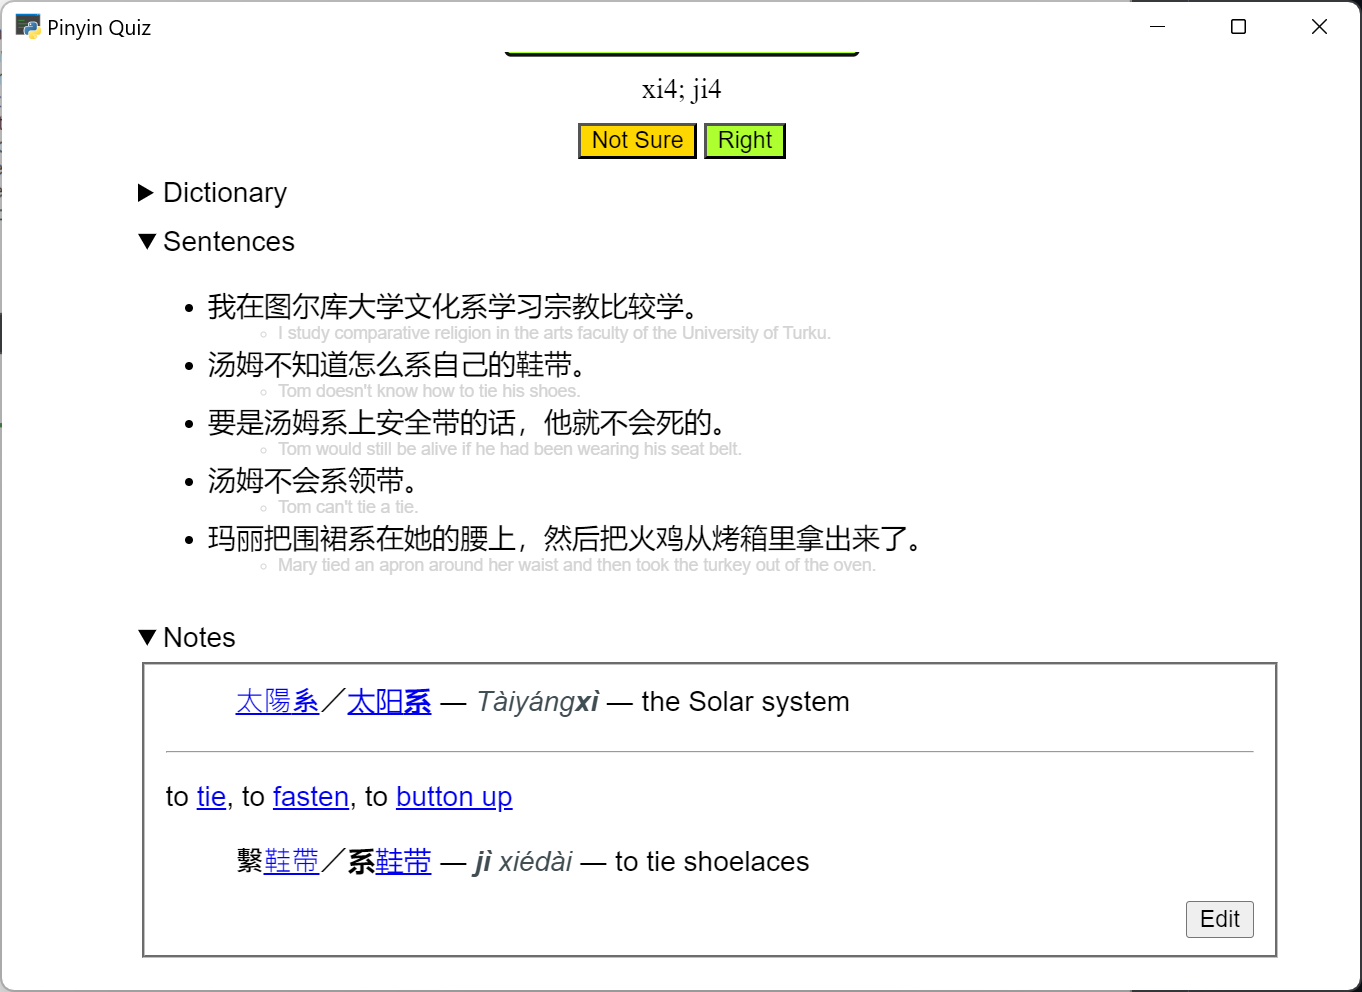 Pinyin Quiz
xi4; ji4
Not Sure Right
▶ Dictionary
▼ Sentences
• 我在图尔库大学文化系学习宗教比较学。
◦ I study comparative religion in the arts faculty of the University of Turku.
• 汤姆不知道怎么系自己的鞋带。
◦ Tom doesn't know how to tie his shoes.
• 要是汤姆系上安全带的话，他就不会死的。
◦ Tom would still be alive if he had been wearing his seat belt.
• 汤姆不会系领带。
◦ Tom can't tie a tie.
• 玛丽把围裙系在她的腰上，然后把火鸡从烤箱里拿出来了。
◦ Mary tied an apron around her waist and then took the turkey out of the oven.
▼ Notes
太陽系／太阳系 — Tàiyángxì — the Solar system
to tie, to fasten, to button up
繫鞋帶／系鞋带 — jì xiédài — to tie shoelaces
Edit